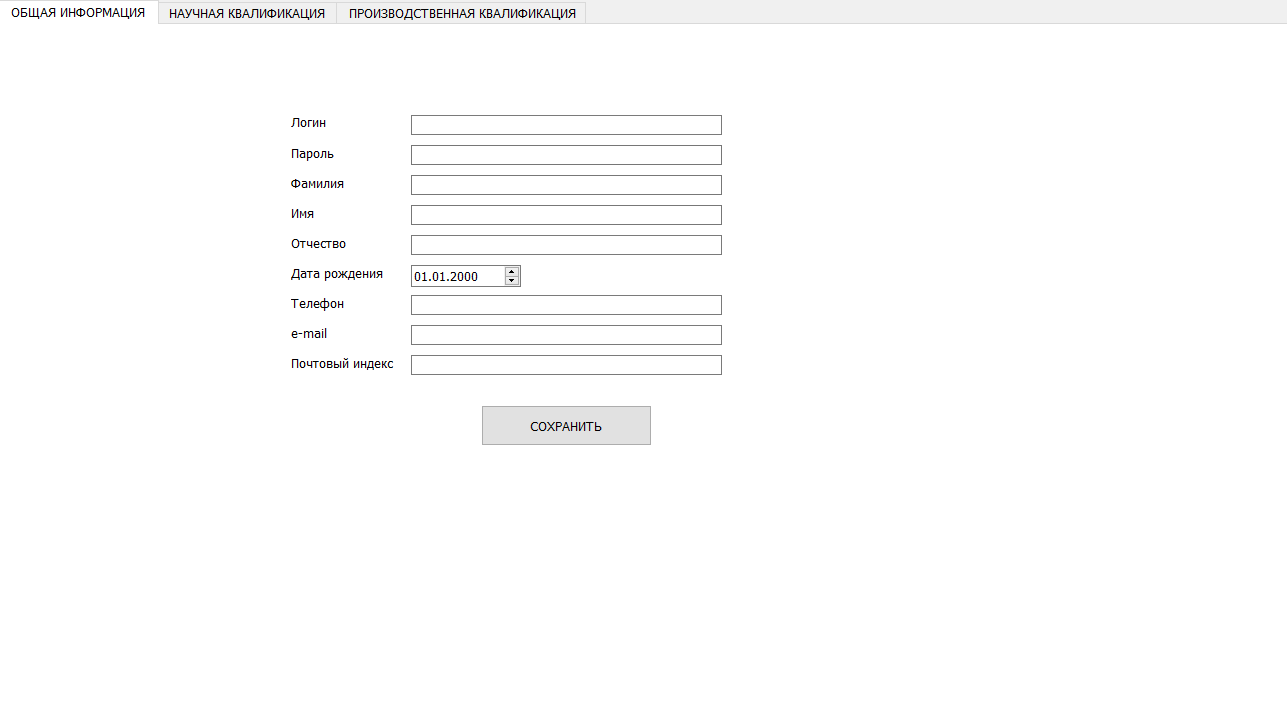 ОБЩАЯ ИНФОРМАЦИЯ НАУЧНАЯ КВАЛИФИКАЦИЯ ПРОИЗВОДСТВЕННАЯ КВАЛИФИКАЦИЯ
Логин
Пароль
Фамилия
Имя
Отчество
Дата рождения 01.01.2000
Телефон
e-mail
Почтовый индекс
СОХРАНИТЬ